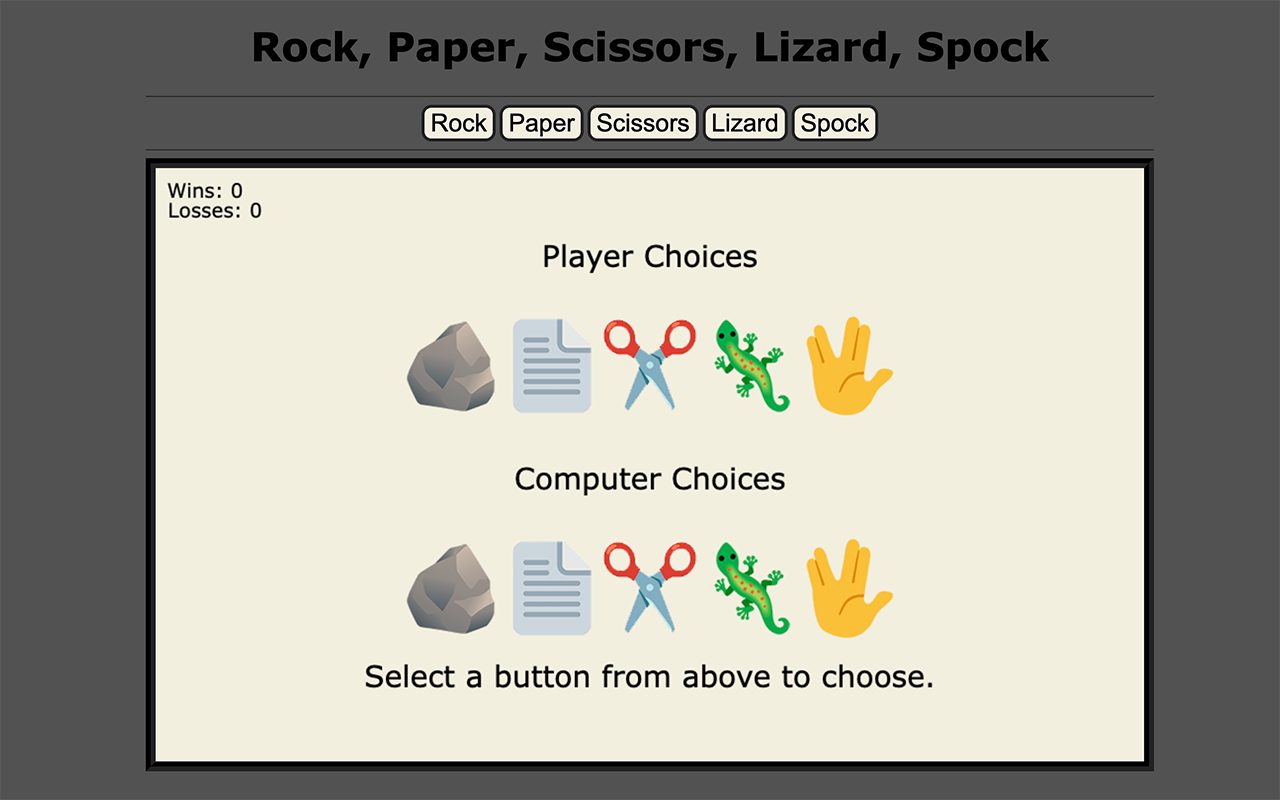 Rock, Paper, Scissors, Lizard, Spock
Rock Paper Scissors Lizard Spock
Wins: 0
Losses: 0
Player Choices
Computer Choices
Select a button from above to choose.